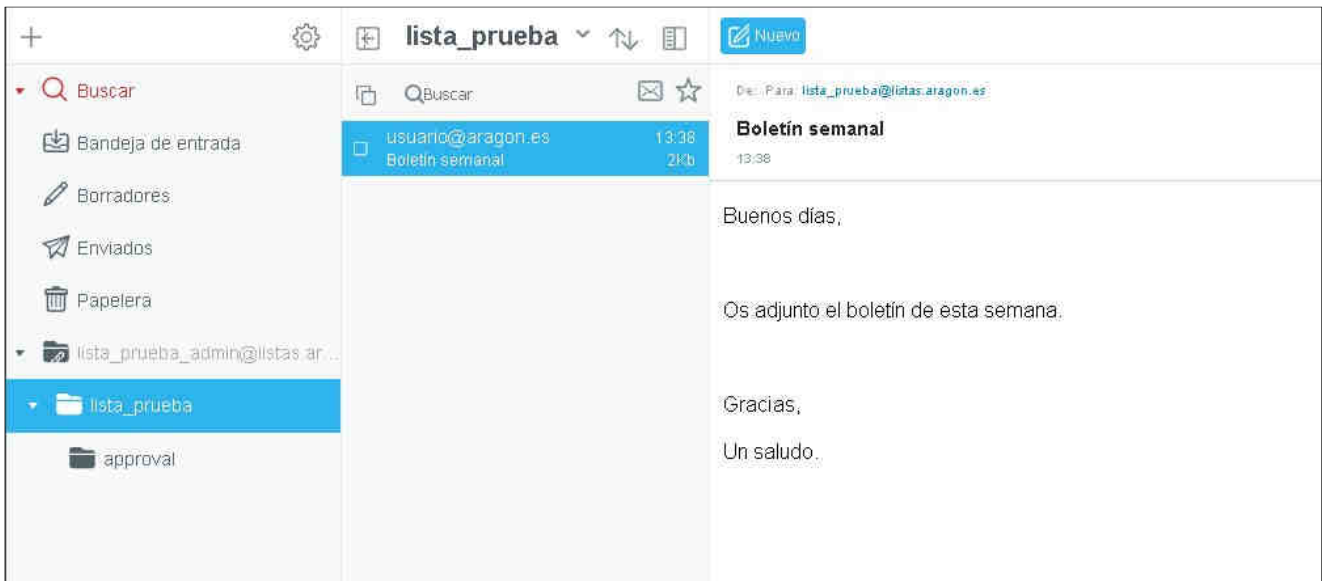 Buscar
Bandeja de entrada
Borradores
Enviados
Papelera
lista_prueba_admin@listas.ar...
lista_prueba
approval
lista_prueba
Buscar
usuario@aragon.es 13:38
Boletín semanal 2Kb
Nuevo
De: Para: lista_prueba@listas.aragon.es
Boletín semanal
13:38
Buenos días,
Os adjunto el boletín de esta semana.
Gracias,
Un saludo.